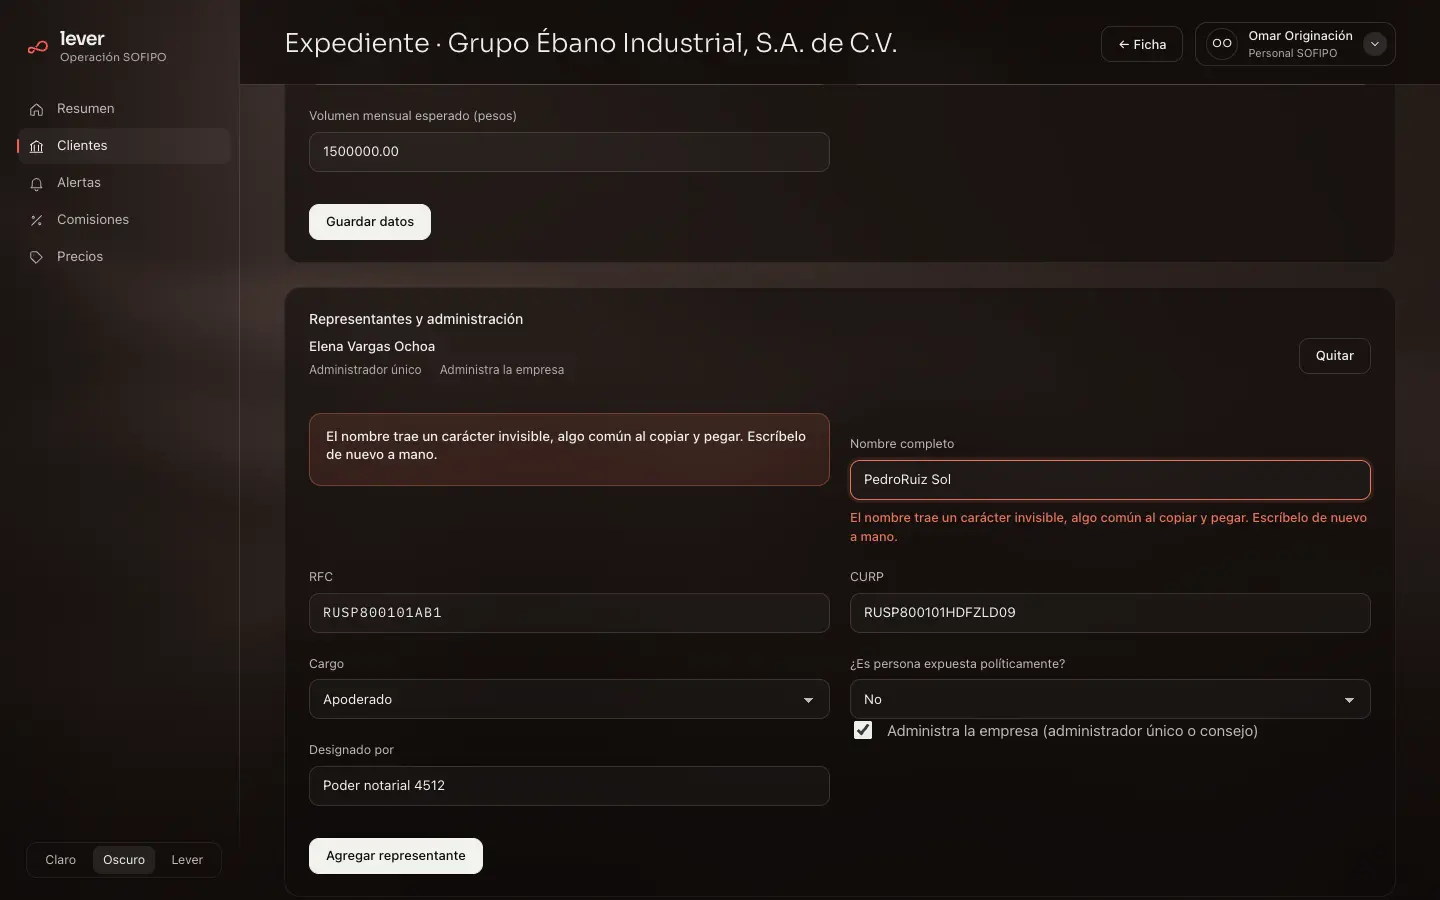 lever
Operación SOFIPO
Expediente · Grupo Ébano Industrial, S.A. de C.V.
← Ficha
OO
Omar Originación
Personal SOFIPO
Resumen
Clientes
Alertas
Comisiones
Precios
Volumen mensual esperado (pesos)
1500000.00
Guardar datos
Representantes y administración
Elena Vargas Ochoa
Administrador único Administra la empresa
Quitar
El nombre trae un carácter invisible, algo común al copiar y pegar. Escríbelo
de nuevo a mano.
Nombre completo
PedroRuiz Sol
El nombre trae un carácter invisible, algo común al copiar y pegar. Escríbelo de nuevo
a mano.
RFC
RUSP800101AB1
CURP
RUSP800101HDFZLD09
Cargo
Apoderado
¿Es persona expuesta políticamente?
No
Administra la empresa (administrador único o consejo)
Designado por
Poder notarial 4512
Agregar representante
Claro
Oscuro
Lever